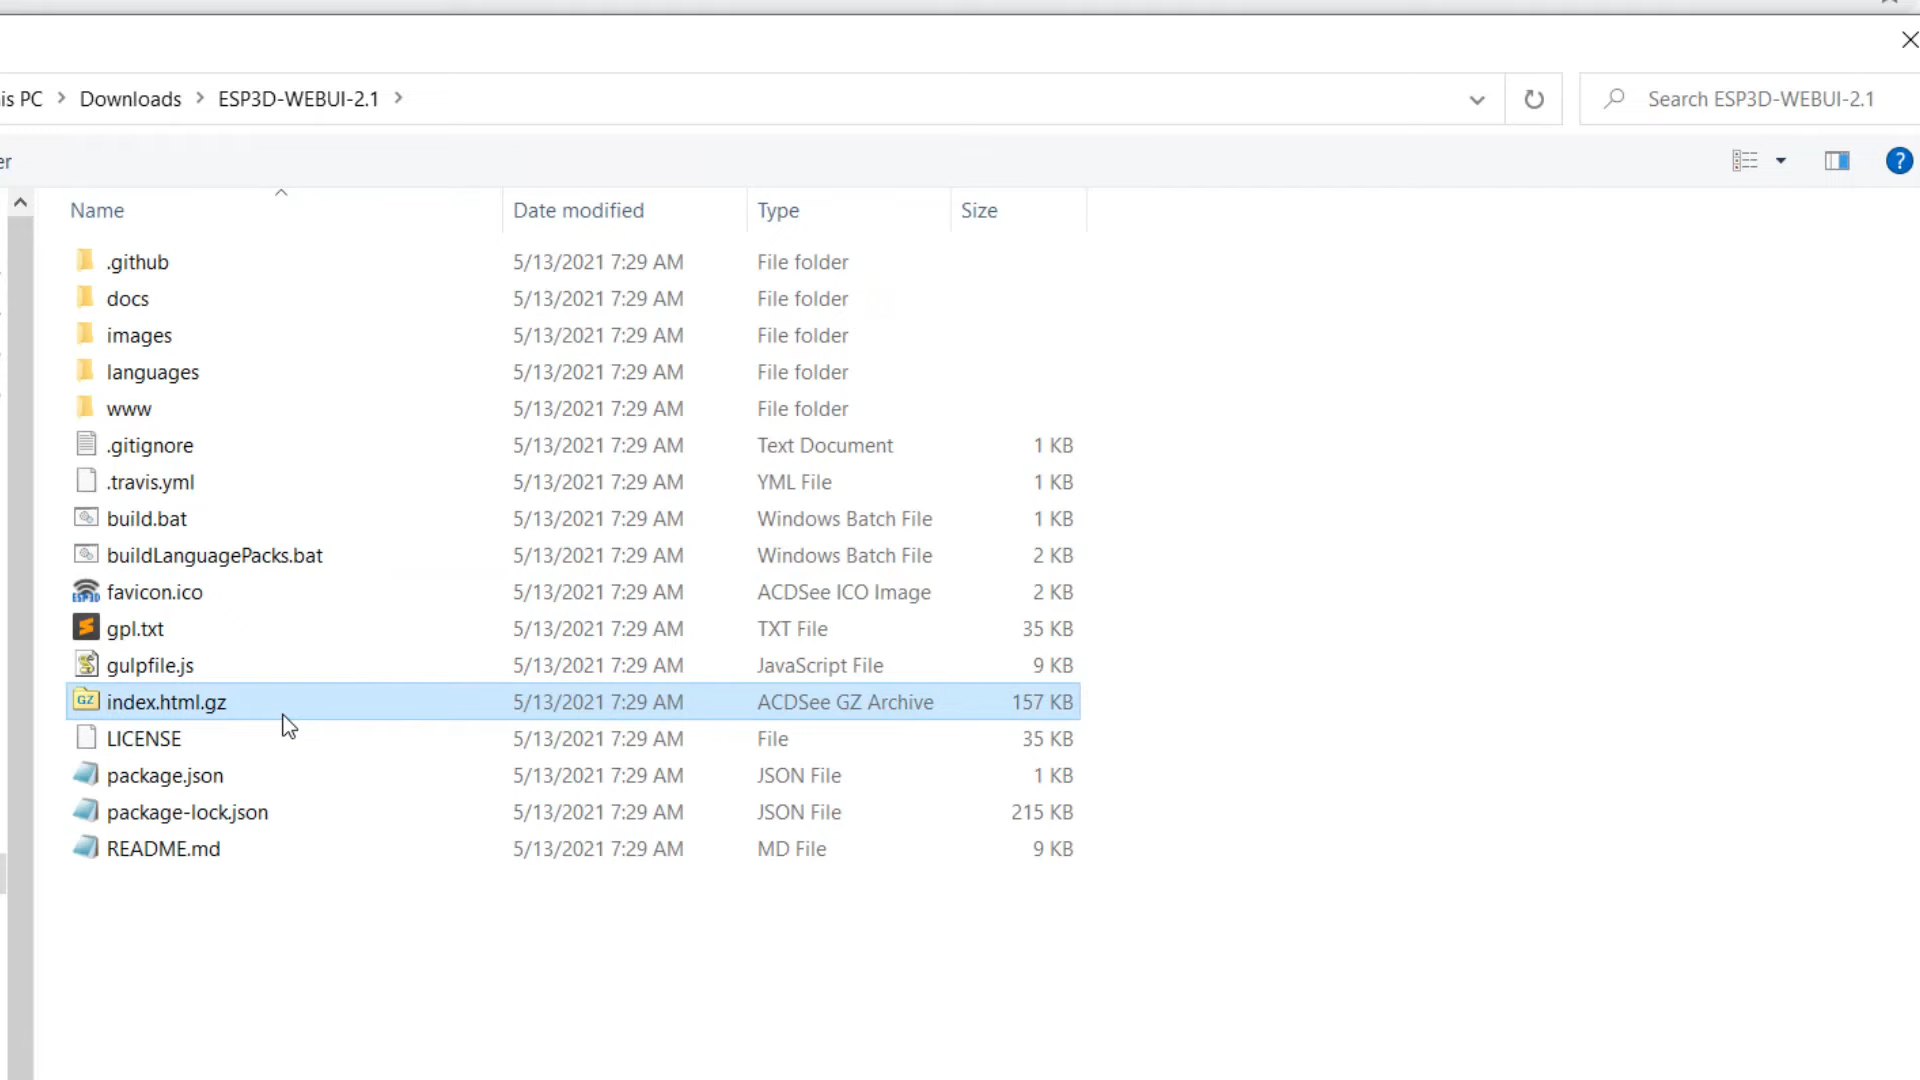 is PC > Downloads > ESP3D-WEBUI-2.1 > Search ESP3D-WEBUI-2.1
er ?
Name Date modified Type Size
.github 5/13/2021 7:29 AM File folder
docs 5/13/2021 7:29 AM File folder
images 5/13/2021 7:29 AM File folder
languages 5/13/2021 7:29 AM File folder
www 5/13/2021 7:29 AM File folder
.gitignore 5/13/2021 7:29 AM Text Document 1 KB
.travis.yml 5/13/2021 7:29 AM YML File 1 KB
build.bat 5/13/2021 7:29 AM Windows Batch File 1 KB
buildLanguagePacks.bat 5/13/2021 7:29 AM Windows Batch File 2 KB
ESP3D favicon.ico 5/13/2021 7:29 AM ACDSee ICO Image 2 KB
gpl.txt 5/13/2021 7:29 AM TXT File 35 KB
gulpfile.js 5/13/2021 7:29 AM JavaScript File 9 KB
GZ index.html.gz 5/13/2021 7:29 AM ACDSee GZ Archive 157 KB
LICENSE 5/13/2021 7:29 AM File 35 KB
package.json 5/13/2021 7:29 AM JSON File 1 KB
package-lock.json 5/13/2021 7:29 AM JSON File 215 KB
README.md 5/13/2021 7:29 AM MD File 9 KB